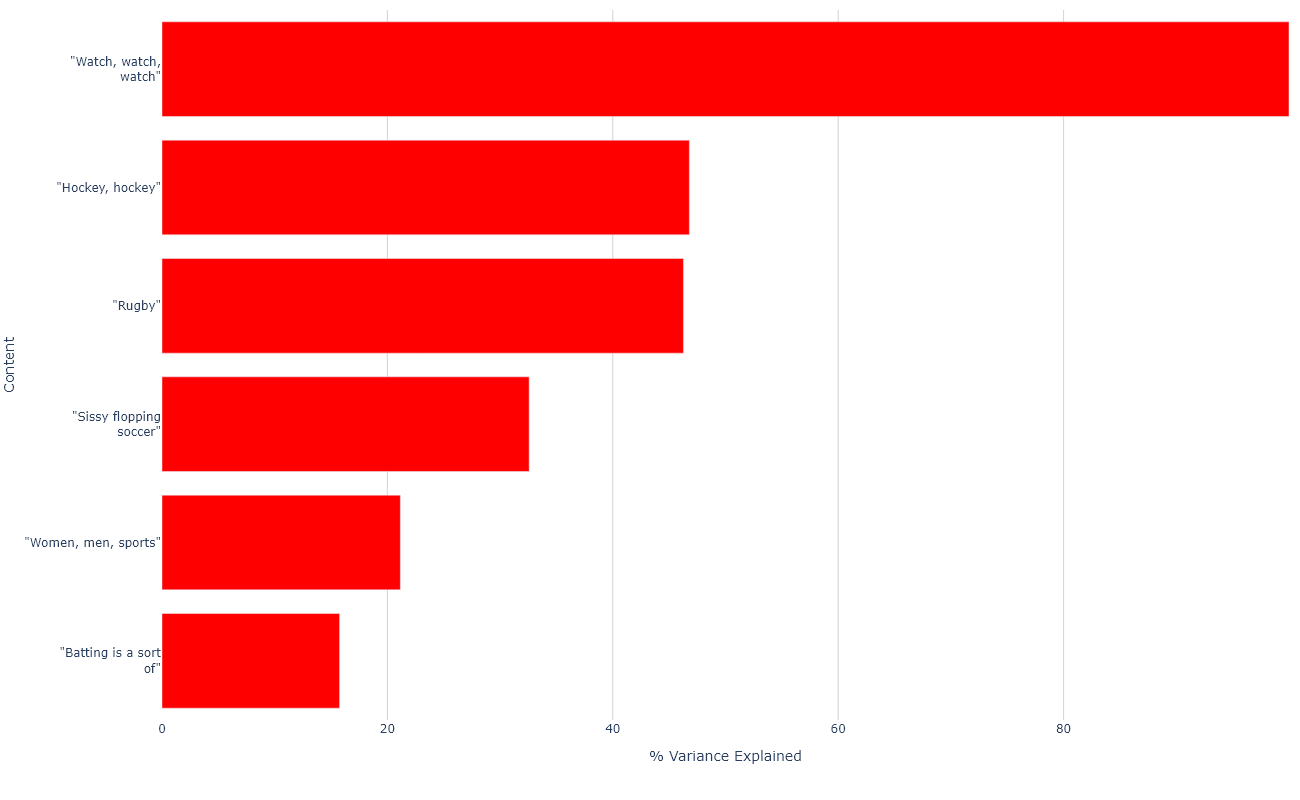 "Watch, watch,
watch"
"Hockey, hockey"
"Rugby"
"Sissy flopping
soccer"
"Women, men, sports"
"Batting is a sort
of"
Content
0 20 40 60 80
% Variance Explained